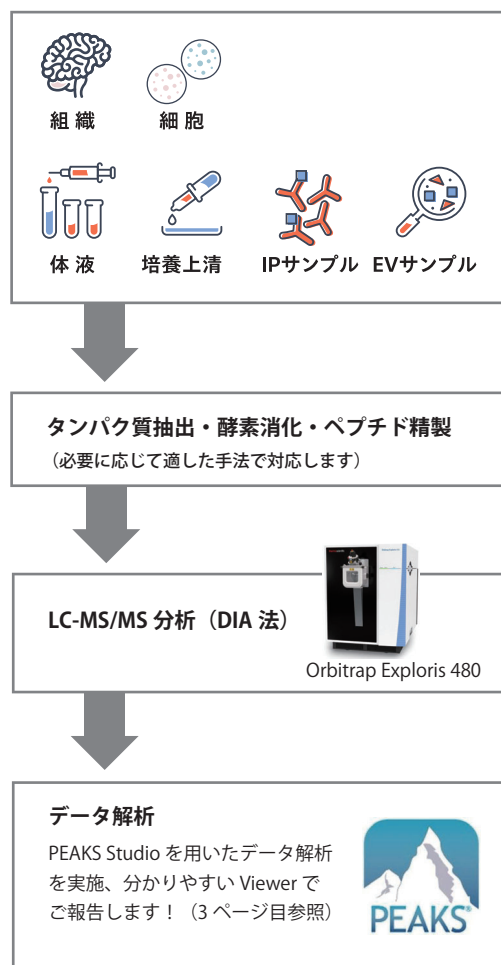 組織 細胞
体液 培養上清 IPサンプル EVサンプル
タンパク質抽出・酵素消化・ペプチド精製
（必要に応じて適した手法で対応します）
LC-MS/MS 分析（DIA 法）
Orbitrap Exploris 480
データ解析
PEAKS Studio を用いたデータ解析
を実施、分かりやすい Viewer で
ご報告します！（3 ページ目参照）
PEAKS®